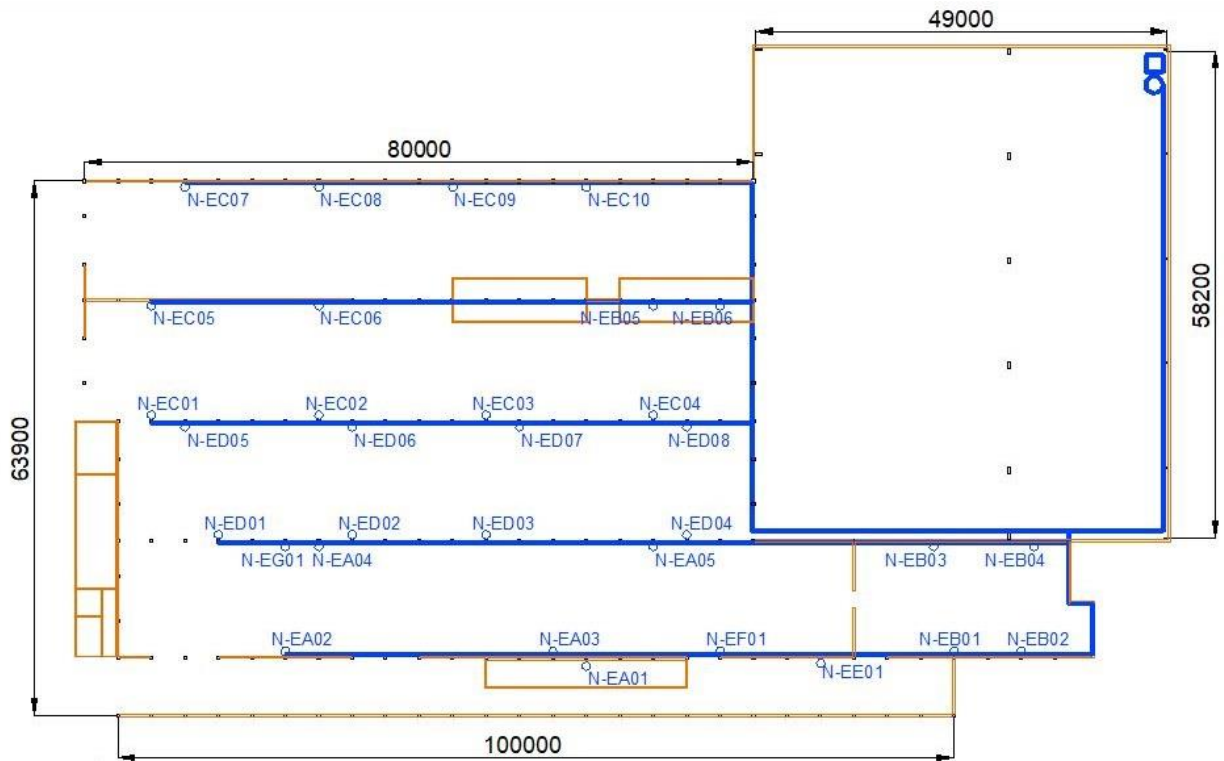 49000
80000
N-EC07 N-EC08 N-EC09 N-EC10
58200
N-EC05 N-EC06 N-EB05 N-EB06
N-EC01 N-EC02 N-EC03 N-EC04
N-ED05 N-ED06 N-ED07 N-ED08
63900
N-ED01 N-ED02 N-ED03 N-ED04
N-EG01 N-EA04 N-EA05 N-EB03 N-EB04
N-EA02 N-EA03 N-EF01 N-EB01 N-EB02
N-EA01 N-EE01
100000